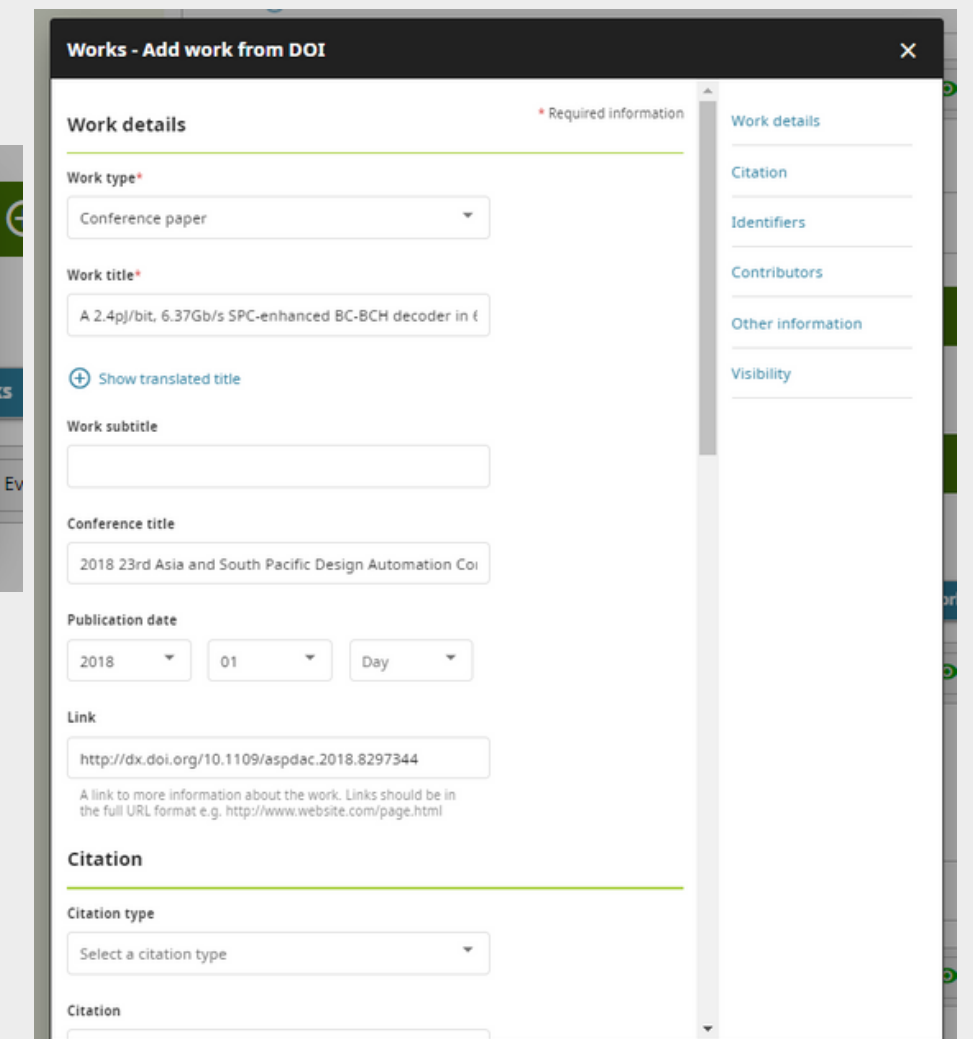 Works - Add work from DOI
Work details
* Required information
Work type*
Conference paper
Work title*
A 2.4pJ/bit, 6.37Gb/s SPC-enhanced BC-BCH decoder in
Show translated title
Work subtitle
Conference title
2018 23rd Asia and South Pacific Design Automation
Publication date
2018
01
Day
Link
http://dx.doi.org/10.1109/aspdac.2018.8297344
A link to more information about the work. Links should be in
the full URL format e.g. http://www.website.com/page.html
Citation
Citation type
Select a citation type
Citation
Work details
Citation
Identifiers
Contributors
Other information
Visibility
Ev